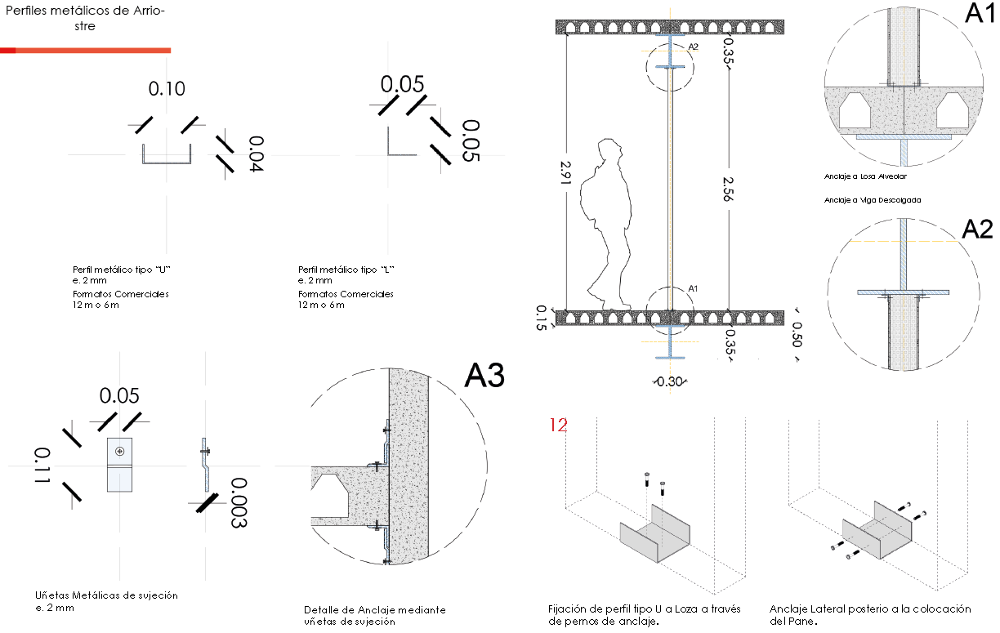 Perfiles metálicos de Arrio-
stre
0.10
0.04
Perfil metálico tipo “U”
e. 2 mm
Formatos Comerciales
12 m o 6 m
0.05
0.05
Perfil metálico tipo “L”
e. 2 mm
Formatos Comerciales
12 m o 6 m
A2
0.35
2.91
2.56
A1
0.15
0.35
0.50
0.30
A1
Anclaje a Losa Alveolar
Anclaje a Viga Descolgada
A2
0.05
0.11
0.003
Uñetas Metálicas de sujeción
e. 2 mm
A3
Detalle de Anclaje mediante
uñetas de sujeción
12
Fijación de perfil tipo U a Loza a través
de pernos de anclaje.
Anclaje Lateral posterio a la colocación
del Pane.